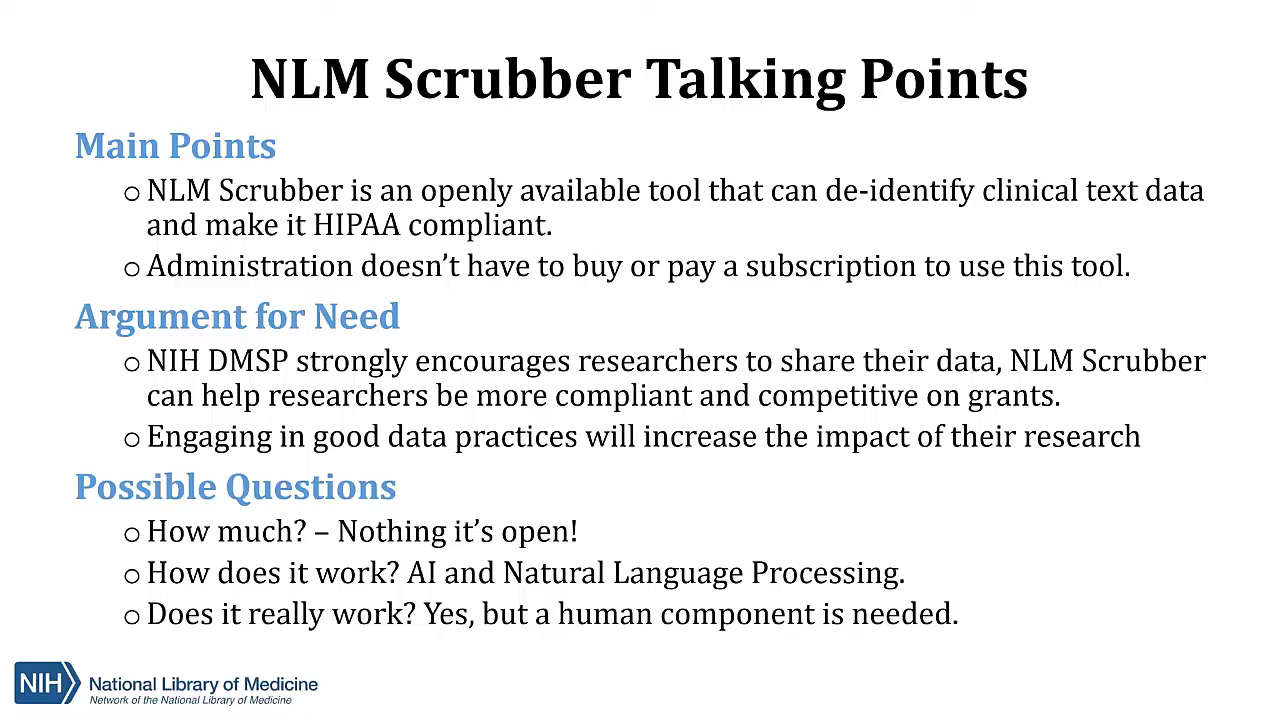 NLM Scrubber Talking Points
Main Points
o NLM Scrubber is an openly available tool that can de-identify clinical text data
and make it HIPAA compliant.
o Administration doesn't have to buy or pay a subscription to use this tool.
Argument for Need
o NIH DMSP strongly encourages researchers to share their data, NLM Scrubber
can help researchers be more compliant and competitive on grants.
o Engaging in good data practices will increase the impact of their research
Possible Questions
o How much? – Nothing it's open!
o How does it work? AI and Natural Language Processing.
o Does it really work? Yes, but a human component is needed.
NIH National Library of Medicine
Network of the National Library of Medicine